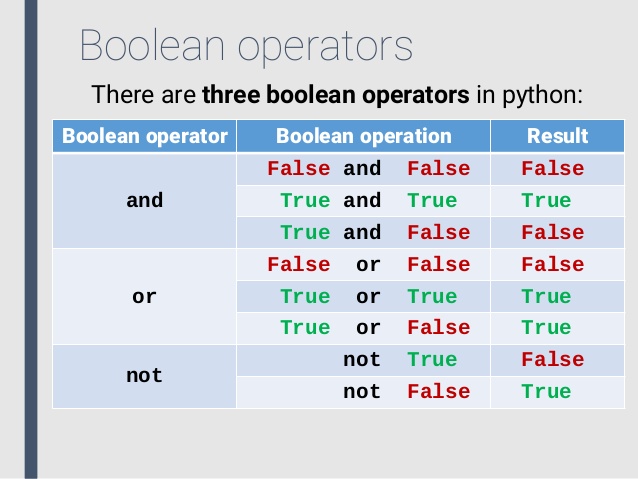 Boolean operators
There are three boolean operators in python:
Boolean operator Boolean operation Result
and
False and False False
True and True True
True and False False
or
False or False False
True or True True
True or False True
not
not True False
not False True